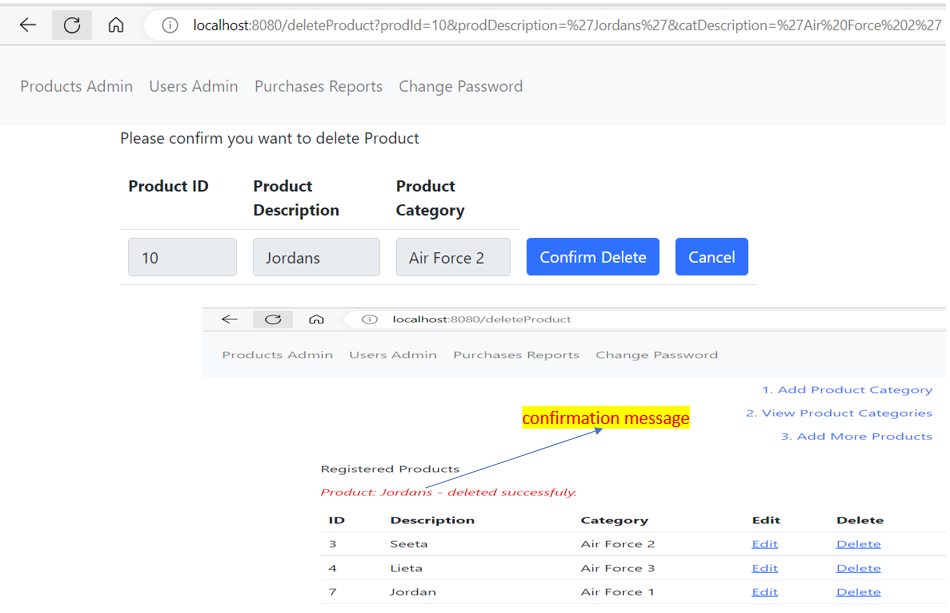 localhost:8080/deleteProduct?prodId=10&prodDescription=%27Jordans%27&catDescription=%27Air%20Force%202%27
Products Admin Users Admin Purchases Reports Change Password
Please confirm you want to delete Product
Product ID Product Description Product Category
10 Jordans Air Force 2 Confirm Delete Cancel
localhost:8080/deleteProduct
Products Admin Users Admin Purchases Reports Change Password
1. Add Product Category
2. View Product Categories
3. Add More Products
confirmation message
Registered Products
Product: Jordans - deleted successfuly.
ID Description Category Edit Delete
3 Seeta Air Force 2 Edit Delete
4 Lieta Air Force 3 Edit Delete
7 Jordan Air Force 1 Edit Delete